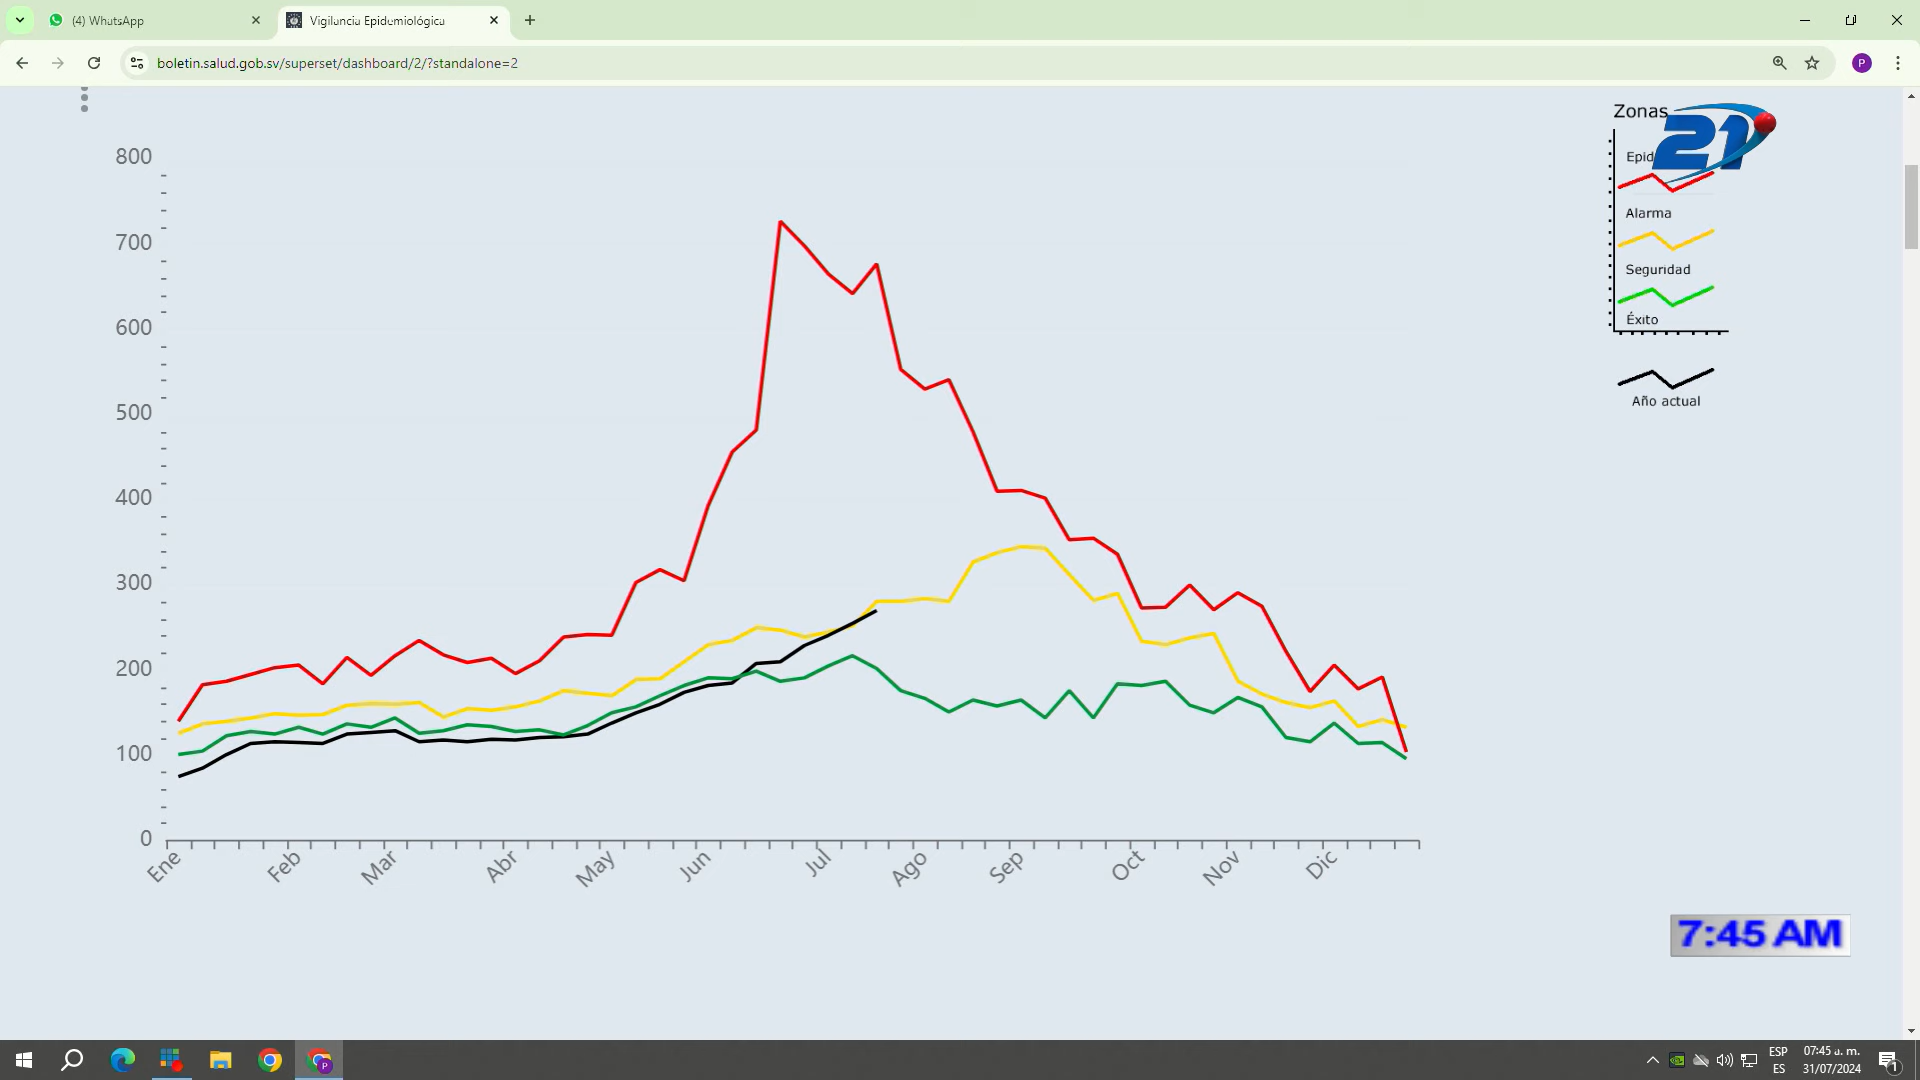 (4) WhatsApp
Vigilancia Epidemiológica
boletin.salud.gob.sv/superset/dashboard/2/?standalone=2
P
Zonas
21
Alarma
Seguridad
Éxito
Año actual
800
700
600
500
400
300
200
100
0
Ene Feb Mar Abr May Jun Jul Ago Sep Oct Nov Dic
7:45 AM
ESP
ES
07:45 a. m.
31/07/2024
1